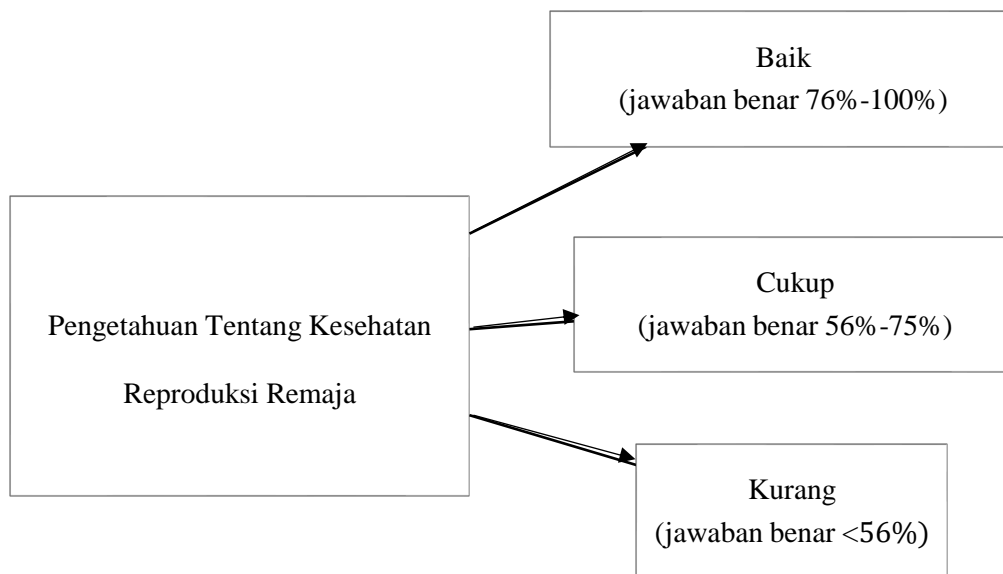 Baik
(jawaban benar 76%-100%)
Pengetahuan Tentang Kesehatan
Reproduksi Remaja
Cukup
(jawaban benar 56%-75%)
Kurang
(jawaban benar <56%)